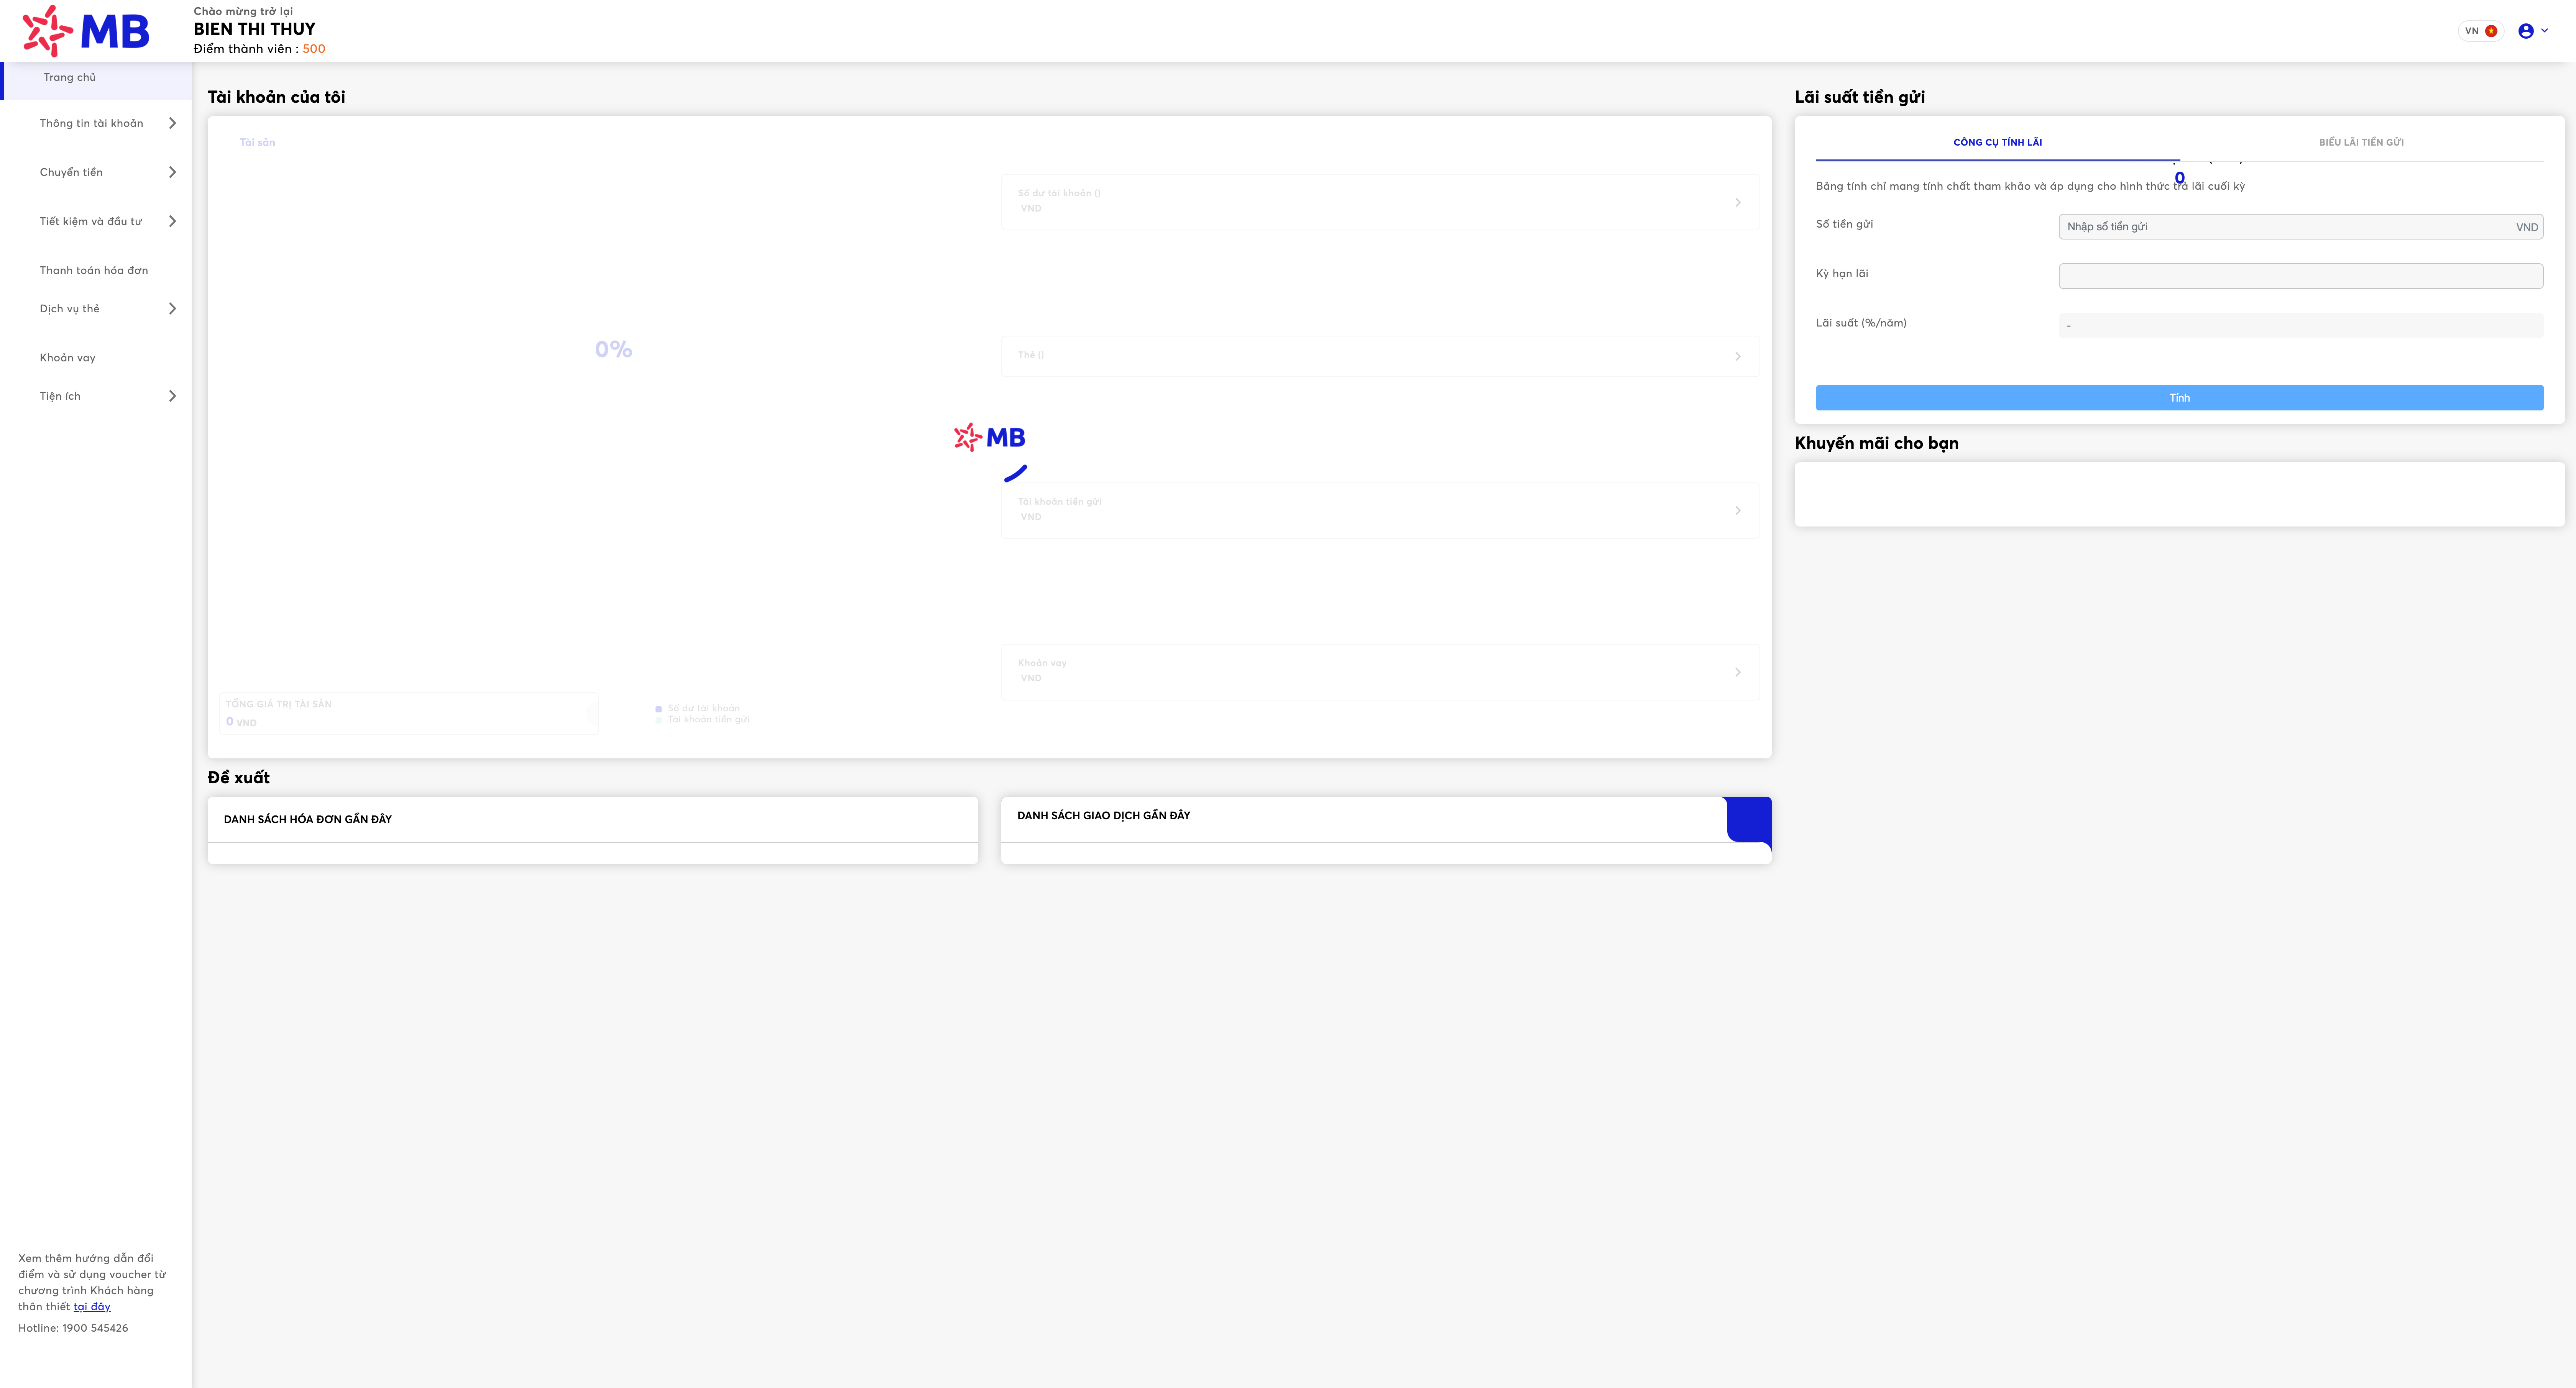 MB
Chào mừng trở lại
BIEN THI THUY
Điểm thành viên : 500
VN
Trang chủ
Thông tin tài khoản
Chuyển tiền
Tiết kiệm và đầu tư
Thanh toán hóa đơn
Dịch vụ thẻ
Khoản vay
Tiện ích
Xem thêm hướng dẫn đổi
điểm và sử dụng voucher từ
chương trình Khách hàng
thân thiết tại đây
Hotline: 1900 545426
Tài khoản của tôi
Tài sản
0%
Số dư tài khoản ()
VND
Thẻ ()
MB
Tài khoản tiền gửi
VND
Khoản vay
VND
TỔNG GIÁ TRỊ TÀI SẢN
0 VND
Số dư tài khoản
Tài khoản tiền gửi
Đề xuất
DANH SÁCH HÓA ĐƠN GẦN ĐÂY
DANH SÁCH GIAO DỊCH GẦN ĐÂY
Lãi suất tiền gửi
CÔNG CỤ TÍNH LÃI
BIỂU LÃI TIỀN GỬI
0
Bảng tính chỉ mang tính chất tham khảo và áp dụng cho hình thức trả lãi cuối kỳ
Số tiền gửi
Nhập số tiền gửi VND
Kỳ hạn lãi
Lãi suất (%/năm)
-
Tính
Khuyến mãi cho bạn